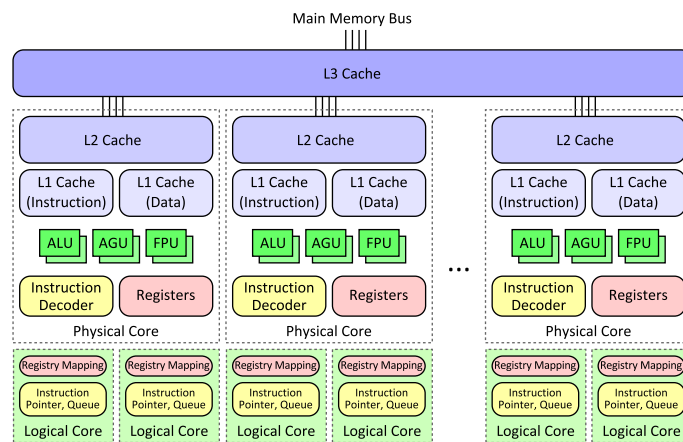 Main Memory Bus
L3 Cache
L2 Cache
L1 Cache
(Instruction)
L1 Cache
(Data)
ALU
AGU
FPU
Instruction
Decoder
Registers
Physical Core
Registry Mapping
Instruction
Pointer, Queue
Logical Core
Registry Mapping
Instruction
Pointer, Queue
Logical Core
L2 Cache
L1 Cache
(Instruction)
L1 Cache
(Data)
ALU
AGU
FPU
Instruction
Decoder
Registers
Physical Core
Registry Mapping
Instruction
Pointer, Queue
Logical Core
Registry Mapping
Instruction
Pointer, Queue
Logical Core
...
L2 Cache
L1 Cache
(Instruction)
L1 Cache
(Data)
ALU
AGU
FPU
Instruction
Decoder
Registers
Physical Core
Registry Mapping
Instruction
Pointer, Queue
Logical Core
Registry Mapping
Instruction
Pointer, Queue
Logical Core